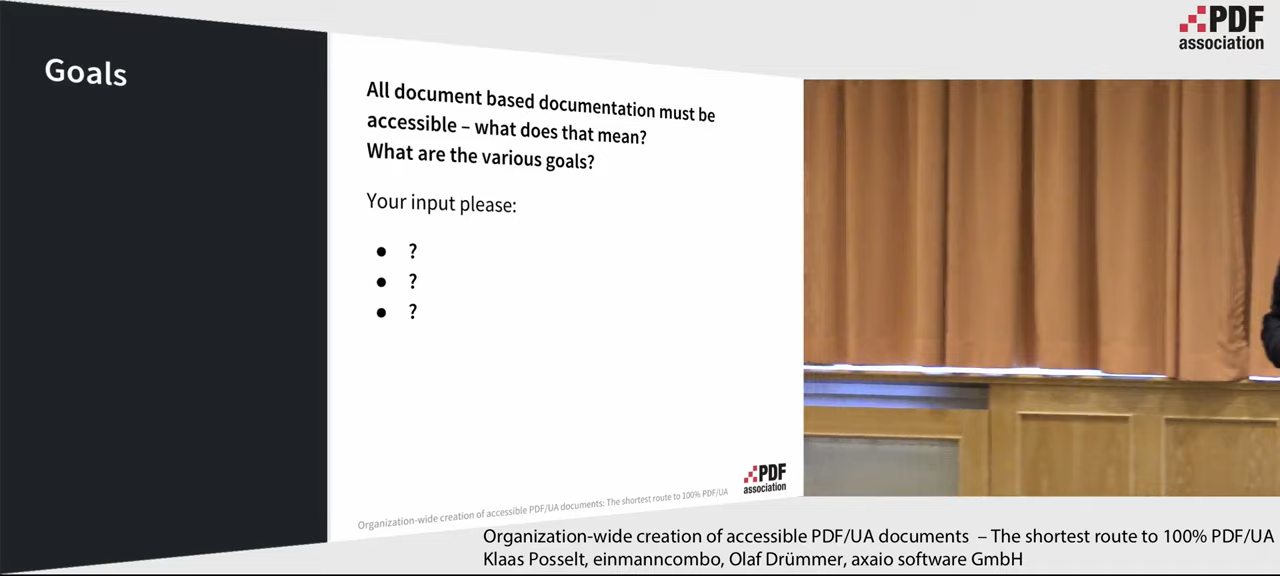 PDF
association
Goals
All document based documentation must be
accessible – what does that mean?
What are the various goals?
Your input please:
● ?
● ?
● ?
PDF
association
Organization-wide creation of accessible PDF/UA documents: The shortest route to 100% PDF/UA
Organization-wide creation of accessible PDF/UA documents – The shortest route to 100% PDF/UA
Klaas Posselt, einmanncombo, Olaf Drümmer, axaio software GmbH